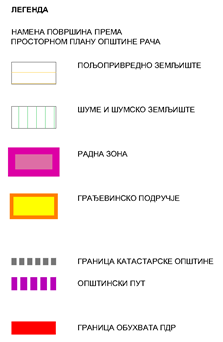 ЛЕГЕНДА
НАМЕНА ПОВРШИНА ПРЕМА
ПРОСТОРНОМ ПЛАНУ ОПШТИНЕ РАЧА
ПОЉОПРИВРЕДНО ЗЕМЉИШТЕ
ШУМЕ И ШУМСКО ЗЕМЉИШТЕ
РАДНА ЗОНА
ГРАЂЕВИНСКО ПОДРУЧЈЕ
ГРАНИЦА КАТАСТАРСКЕ ОПШТИНЕ
ОПШТИНСКИ ПУТ
ГРАНИЦА ОБУХВАТА ПДР